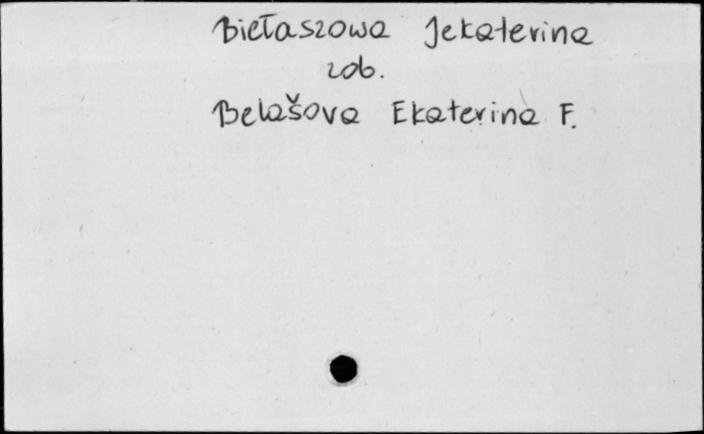 Biełaszowa Jekaterina
zob.
Belašova Ekaterina F.